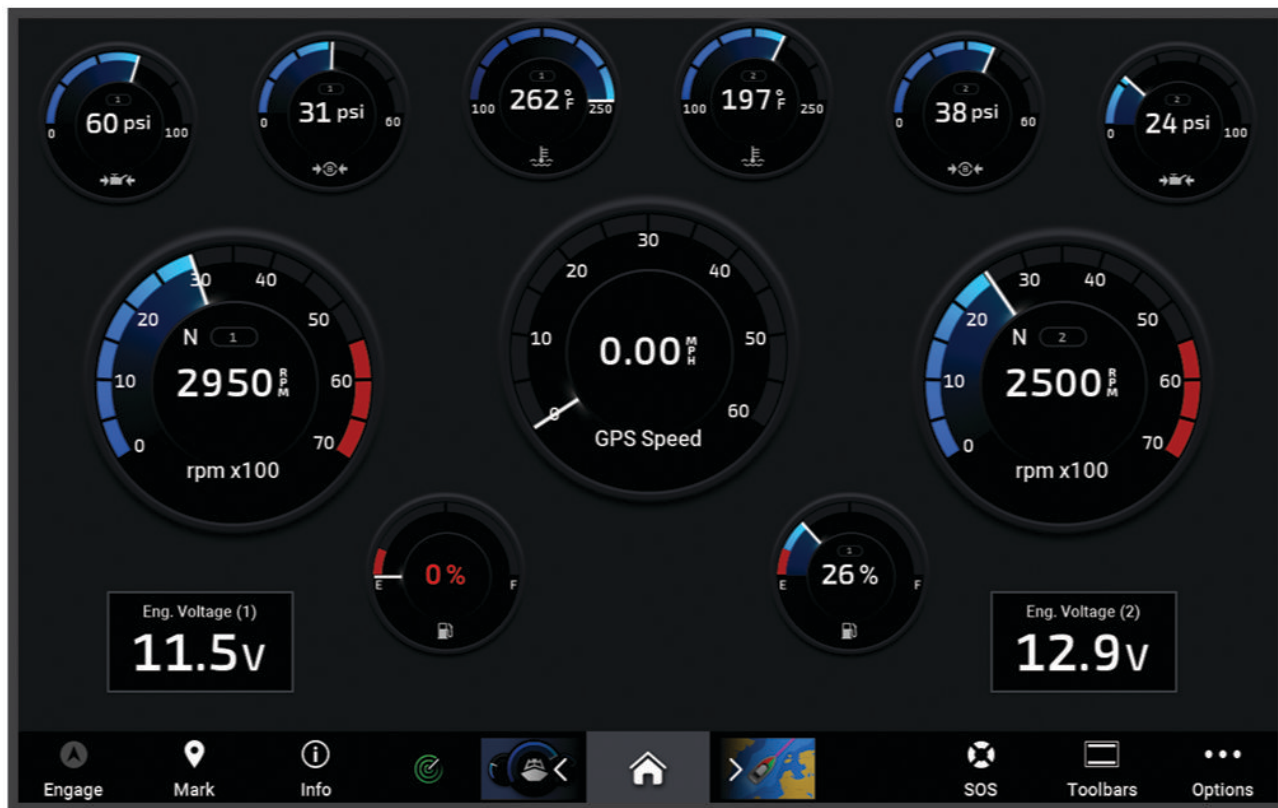 1
60 psi
0
100
1
31 psi
0
60
1
262 °F
100
250
2
197 °F
100
250
2
38 psi
0
60
2
24 psi
0
100
0
10
20
30
40
50
60
70
N
1
2950 RPM
rpm x100
0
10
20
30
40
50
60
0.00 MPH
GPS Speed
0
10
20
30
40
50
60
70
N
2
2500 RPM
rpm x100
0 %
E
F
1
26 %
E
F
Eng. Voltage (1)
11.5V
Eng. Voltage (2)
12.9V
Engage
Mark
Info
SOS
Toolbars
Options